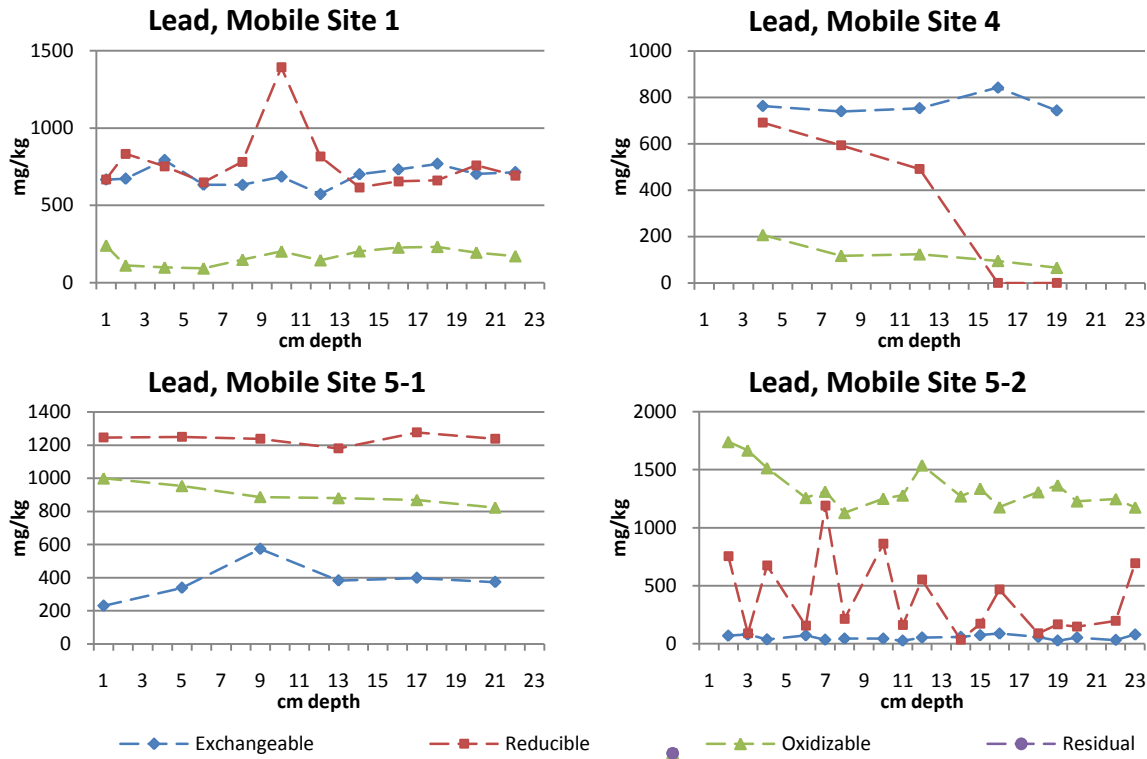 Lead, Mobile Site 1
1500
1000
500
0
mg/kg
1 3 5 7 9 11 13 15 17 19 21 23
cm depth
Lead, Mobile Site 4
1000
800
600
400
200
0
mg/kg
1 3 5 7 9 11 13 15 17 19 21 23
cm depth
Lead, Mobile Site 5-1
1400
1200
1000
800
600
400
200
0
mg/kg
1 3 5 7 9 11 13 15 17 19 21 23
cm depth
Lead, Mobile Site 5-2
2000
1500
1000
500
0
mg/kg
1 3 5 7 9 11 13 15 17 19 21 23
cm depth
Exchangeable Reducible Oxidizable Residual